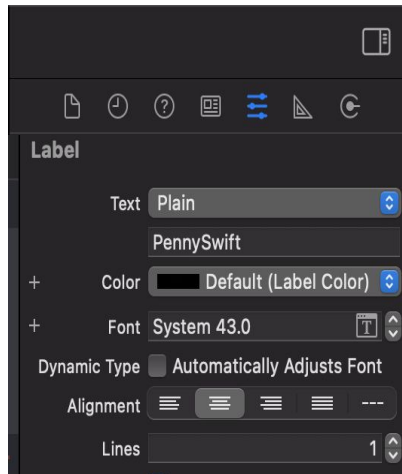 Label
Text Plain
PennySwift
+ Color Default (Label Color)
+ Font System 43.0 T
Dynamic Type Automatically Adjusts Font
Alignment ---
Lines 1